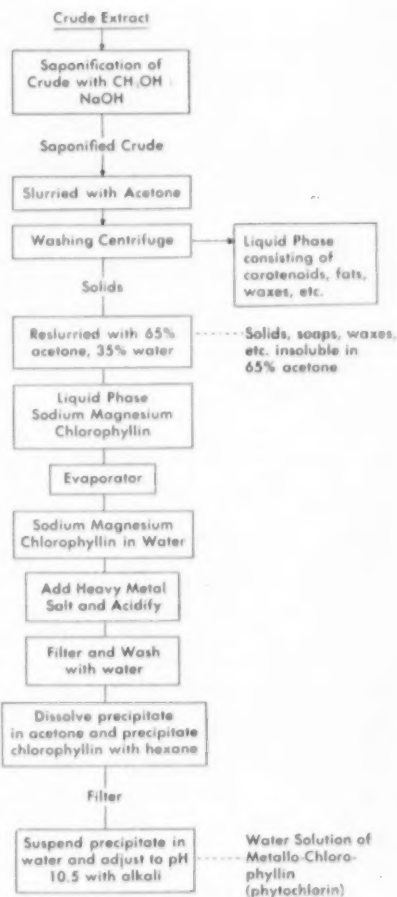 Crude Extract
Saponification of
Crude with CH₃OH
NaOH
Saponified Crude
Slurried with Acetone
Washing Centrifuge
Liquid Phase
consisting of
carotenoids, fats,
waxes, etc.
Solids
Reslurried with 65%
acetone, 35% water
Solids, soaps, waxes,
etc. insoluble in
65% acetone
Liquid Phase
Sodium Magnesium
Chlorophyllin
Evaporator
Sodium Magnesium
Chlorophyllin in Water
Add Heavy Metal
Salt and Acidify
Filter and Wash
with water
Dissolve precipitate
in acetone and precipitate
chlorophyllin with hexane
Filter
Suspend precipitate in
water and adjust to pH
10.5 with alkali
Water Solution of
Metallo-Chloro-
phyllin
(phytochlorin)